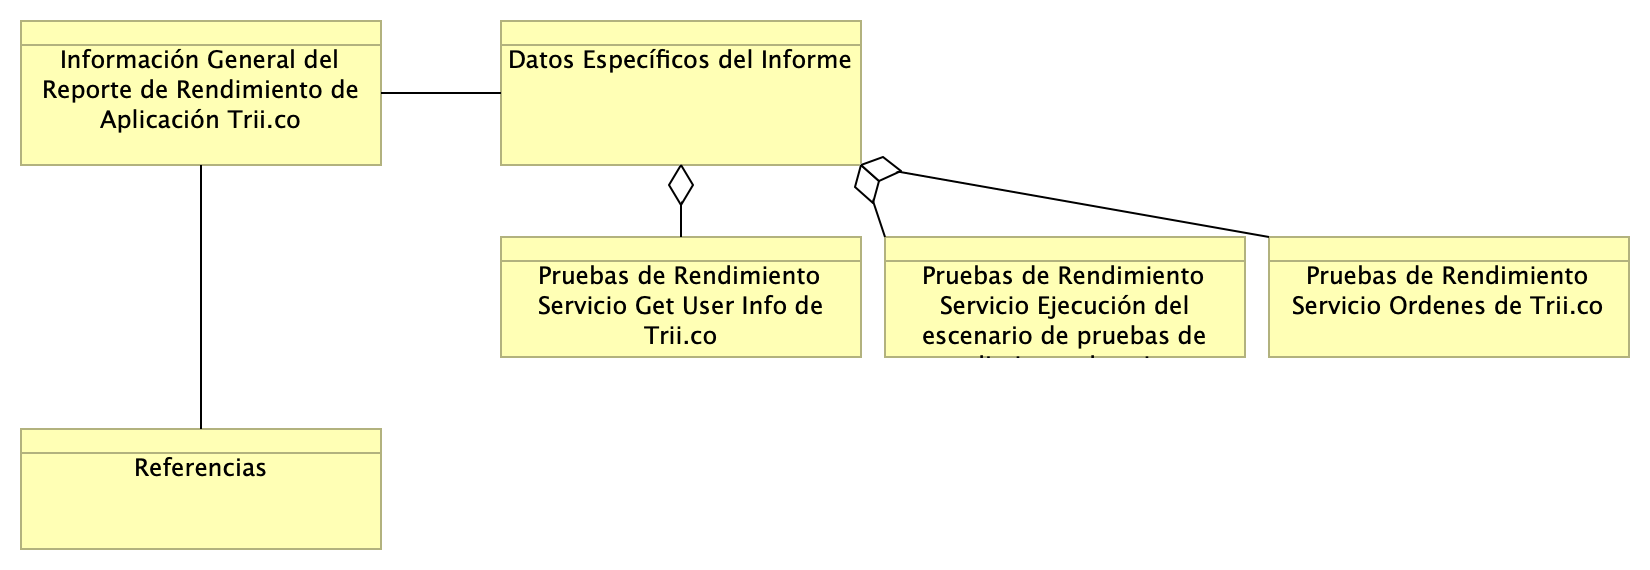 Información General del
Reporte de Rendimiento de
Aplicación Trii.co
Datos Específicos del Informe
Pruebas de Rendimiento
Servicio Get User Info de
Trii.co
Pruebas de Rendimiento
Servicio Ejecución del
escenario de pruebas de
Pruebas de Rendimiento
Servicio Ordenes de Trii.co
Referencias